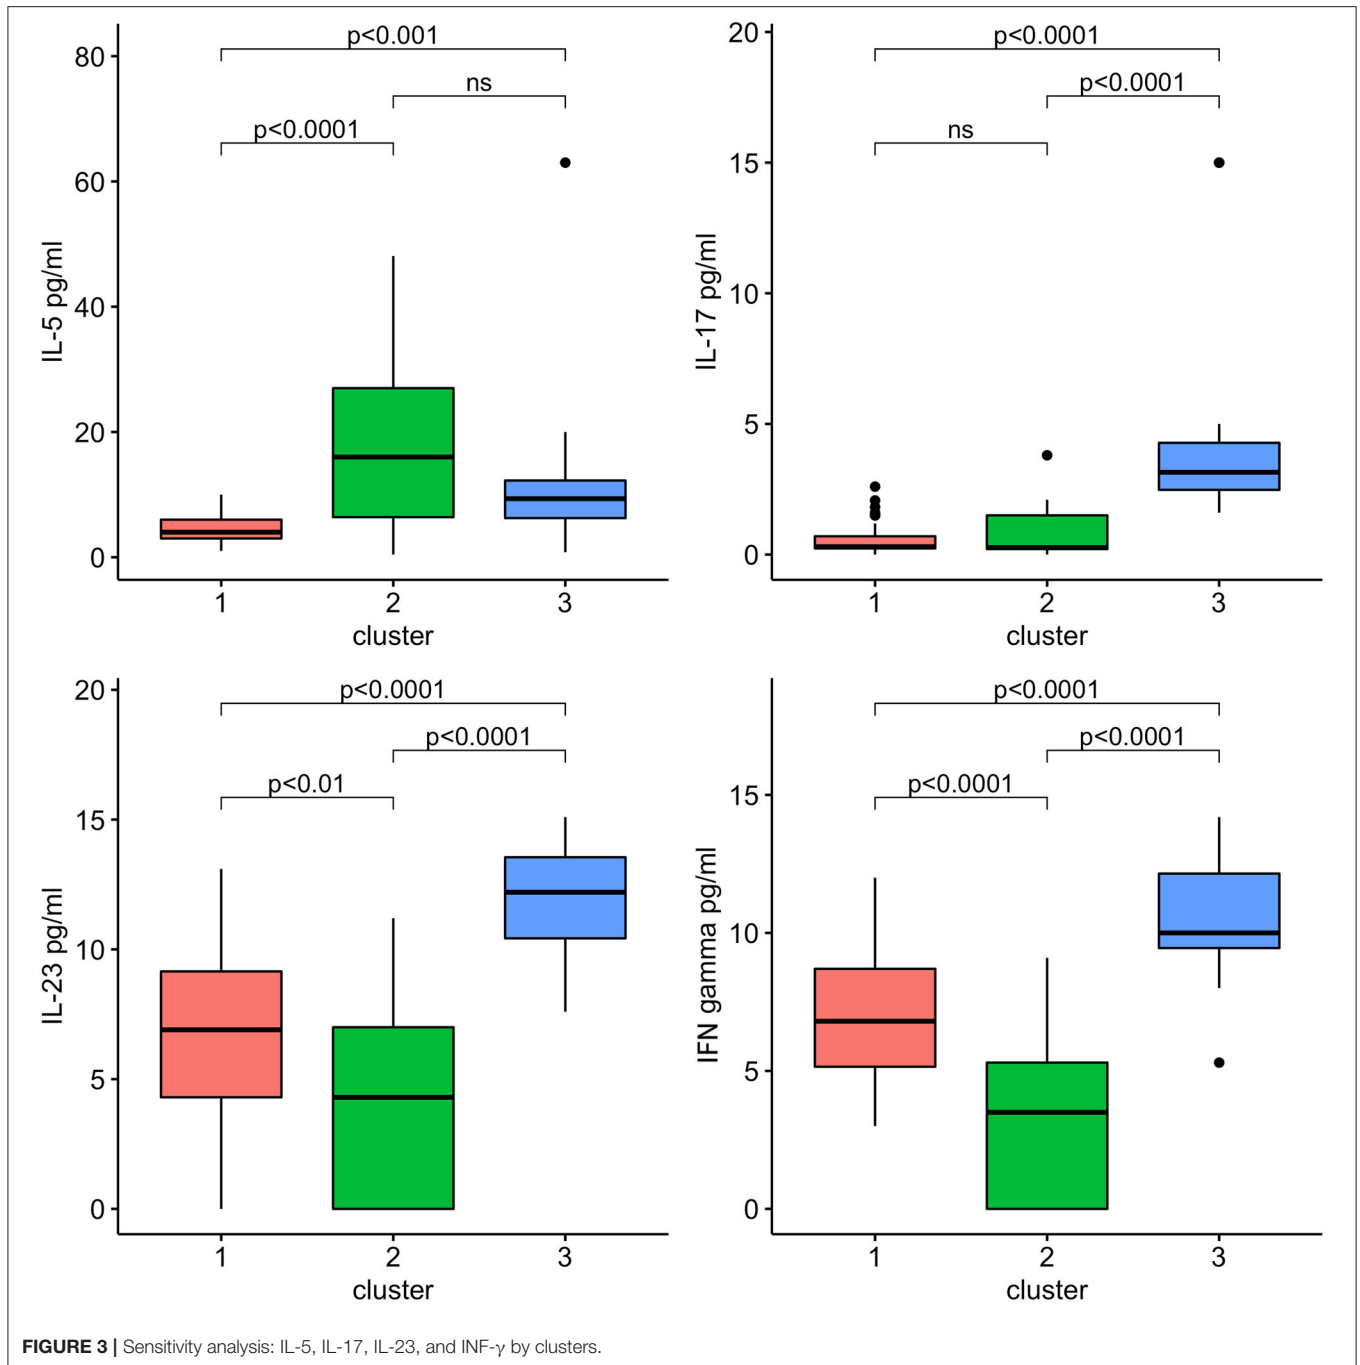 p<0.001
80
ns
p<0.0001
60
40
20
0
IL-5 pg/ml
1 2 3
cluster
20
p<0.0001
p<0.0001
ns
15
10
5
0
IL-17 pg/ml
1 2 3
cluster
20
p<0.0001
p<0.0001
p<0.01
15
10
5
0
IL-23 pg/ml
1 2 3
cluster
p<0.0001
p<0.0001
p<0.0001
15
10
5
0
IFN gamma pg/ml
1 2 3
cluster
FIGURE 3 | Sensitivity analysis: IL-5, IL-17, IL-23, and INF-γ by clusters.